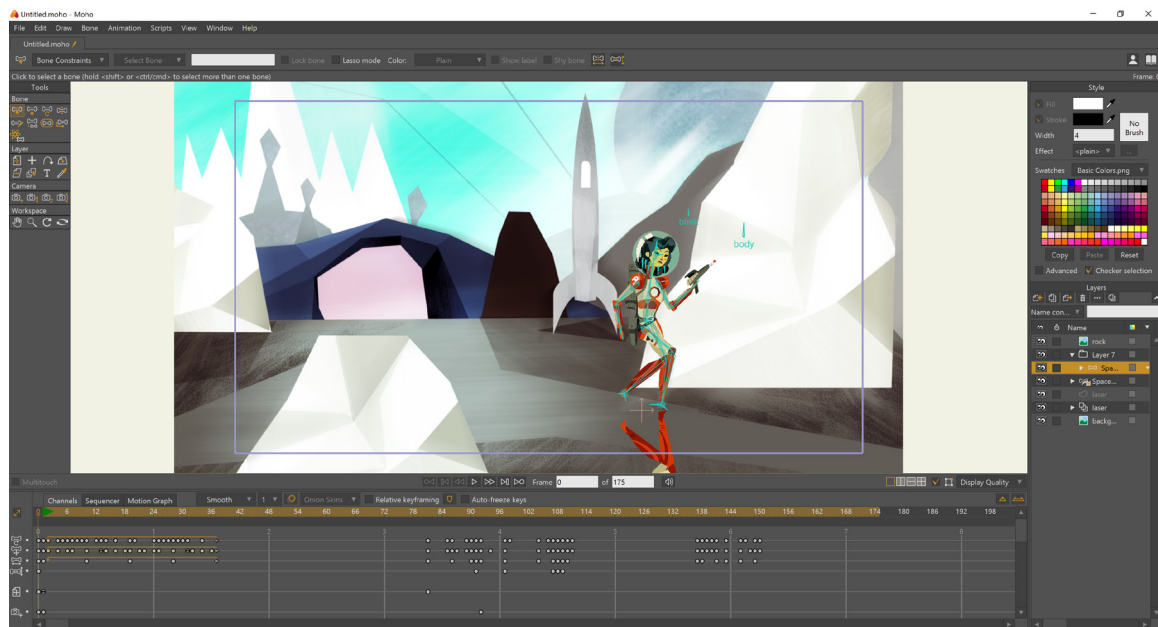 Untitled.moho - Moho
File Edit Draw Bone Animation Scripts View Window Help
Untitled.moho
Bone Constraints Select Bone Lock bone Lasso mode Color: Plain Show label Shy bone
Click to select a bone (hold <shift> or <ctrl/cmd> to select more than one bone) Frame: 0
Tools
Bone
Layer
Camera
Workspace
blink
body
Style
Fill
Stroke
No
Brush
Width 4
Effect <plain> ...
Swatches Basic Colors.png
Copy Paste Reset
Advanced Checker selection
Layers
Name con...
Name
rock
Layer 7
Spa...
Space...
laser
laser
backg...
Multitouch Frame 0 of 175 Display Quality
Channels Sequencer Motion Graph Smooth 1 Onion Skins Relative keyframing Auto-freeze keys
0 6 12 18 24 30 36 42 48 54 60 66 72 78 84 90 96 102 108 114 120 126 132 138 144 150 156 162 168 174 180 186 192 198
0 1 2 3 4 5 6 7 8